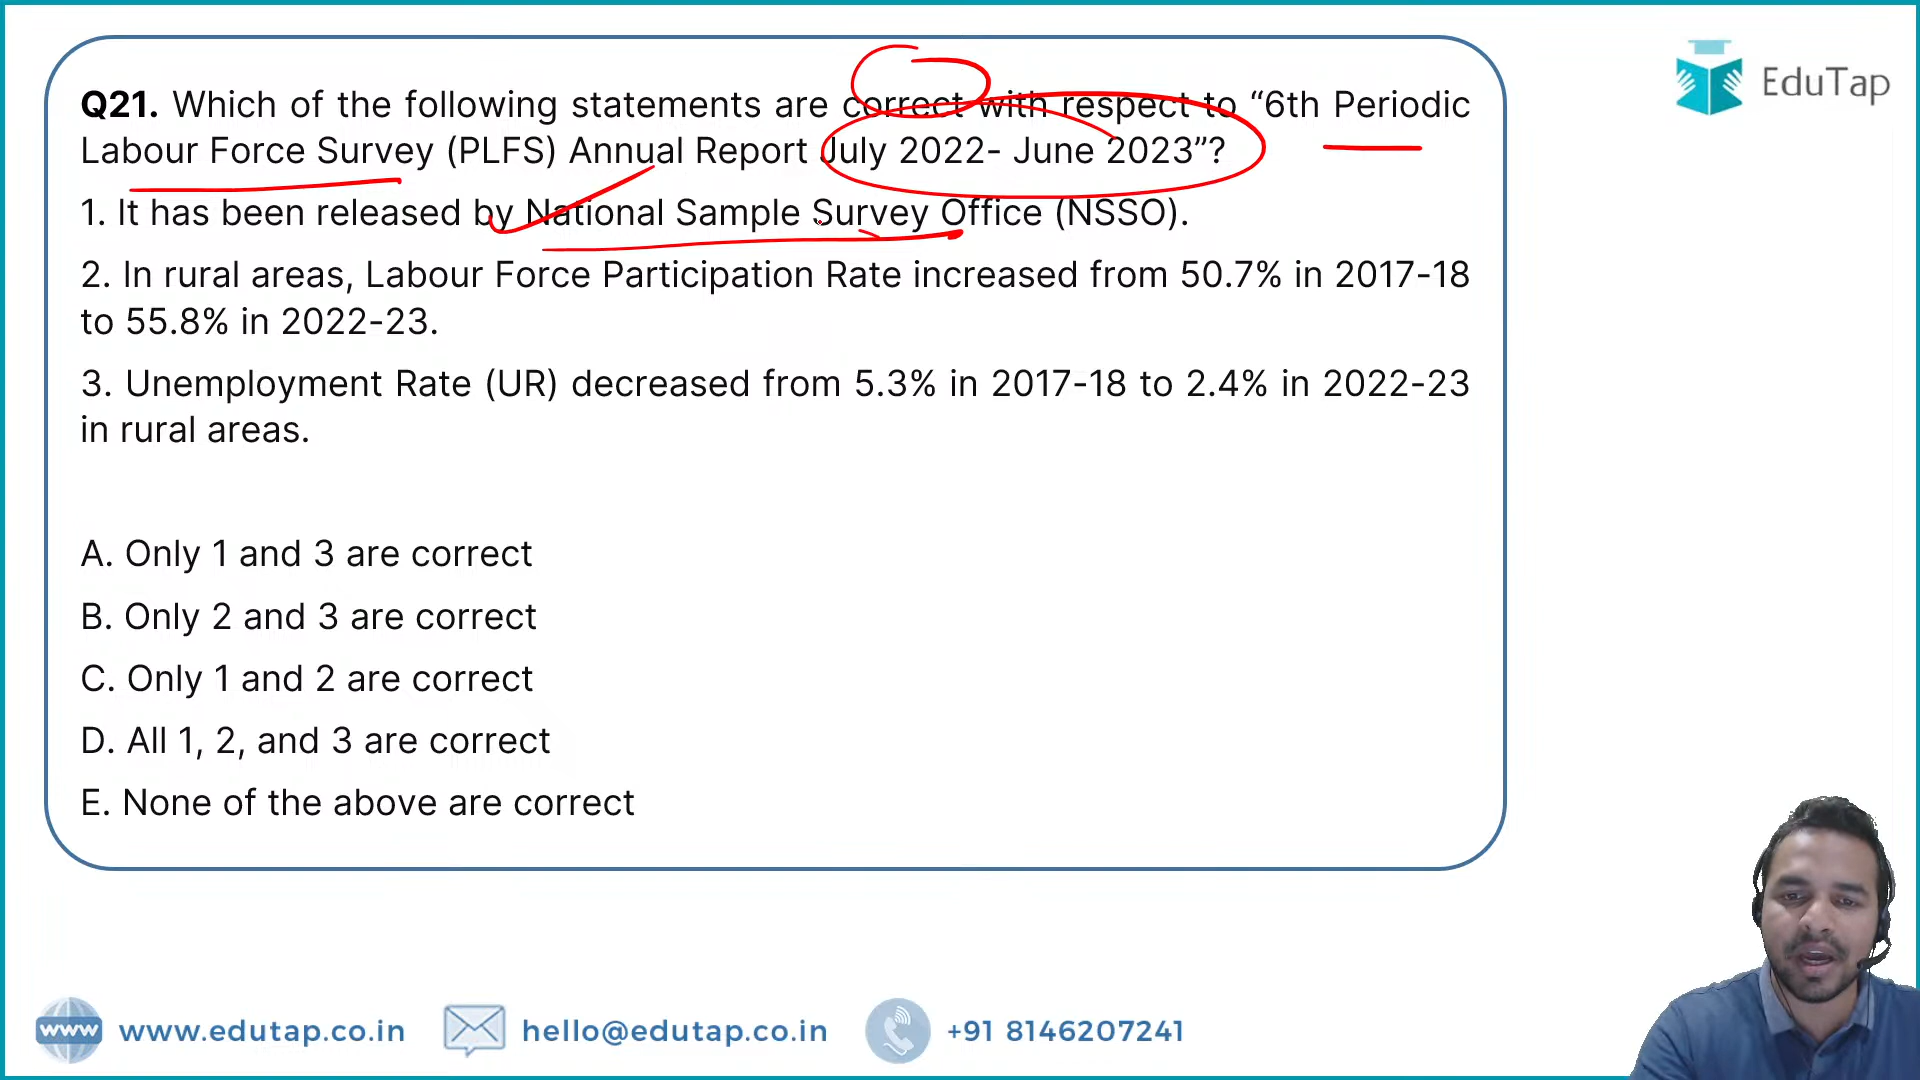 EduTap
Q21. Which of the following statements are correct with respect to “6th Periodic
Labour Force Survey (PLFS) Annual Report July 2022- June 2023”?
1. It has been released by National Sample Survey Office (NSSO).
2. In rural areas, Labour Force Participation Rate increased from 50.7% in 2017-18
to 55.8% in 2022-23.
3. Unemployment Rate (UR) decreased from 5.3% in 2017-18 to 2.4% in 2022-23
in rural areas.
A. Only 1 and 3 are correct
B. Only 2 and 3 are correct
C. Only 1 and 2 are correct
D. All 1, 2, and 3 are correct
E. None of the above are correct
www www.edutap.co.in hello@edutap.co.in +91 8146207241